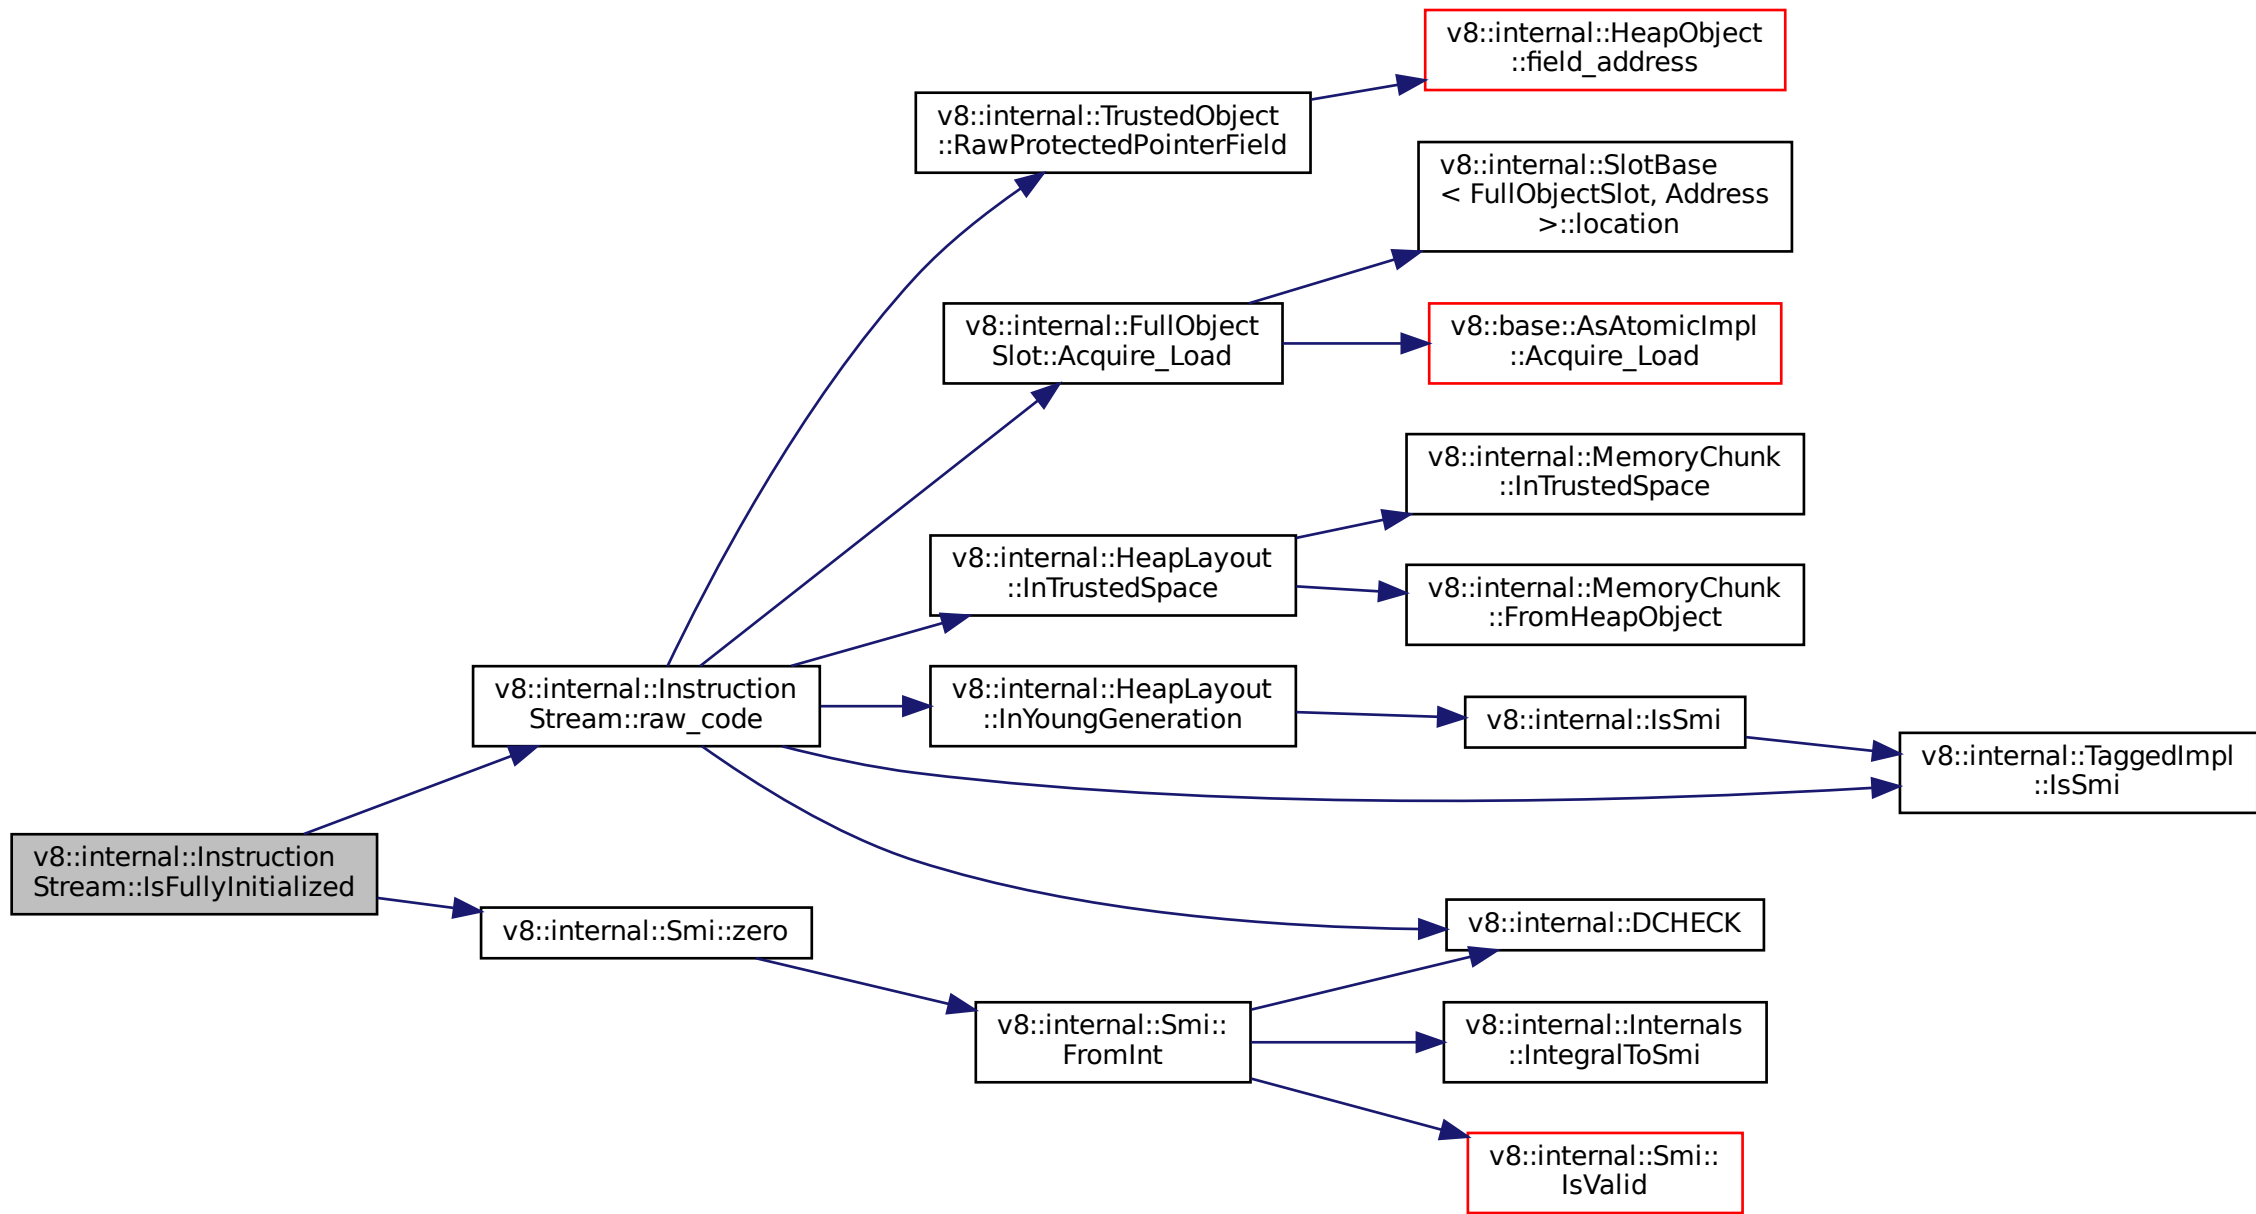 v8::internal::HeapObject
::field_address
v8::internal::TrustedObject
::RawProtectedPointerField
v8::internal::SlotBase
< FullObjectSlot, Address
>::location
v8::internal::FullObject
Slot::Acquire_Load
v8::base::AsAtomicImpl
::Acquire_Load
v8::internal::MemoryChunk
::InTrustedSpace
v8::internal::HeapLayout
::InTrustedSpace
v8::internal::MemoryChunk
::FromHeapObject
v8::internal::Instruction
Stream::raw_code
v8::internal::HeapLayout
::InYoungGeneration
v8::internal::IsSmi
v8::internal::TaggedImpl
::IsSmi
v8::internal::Instruction
Stream::IsFullyInitialized
v8::internal::Smi::zero
v8::internal::DCHECK
v8::internal::Smi::
FromInt
v8::internal::Internals
::IntegralToSmi
v8::internal::Smi::
IsValid